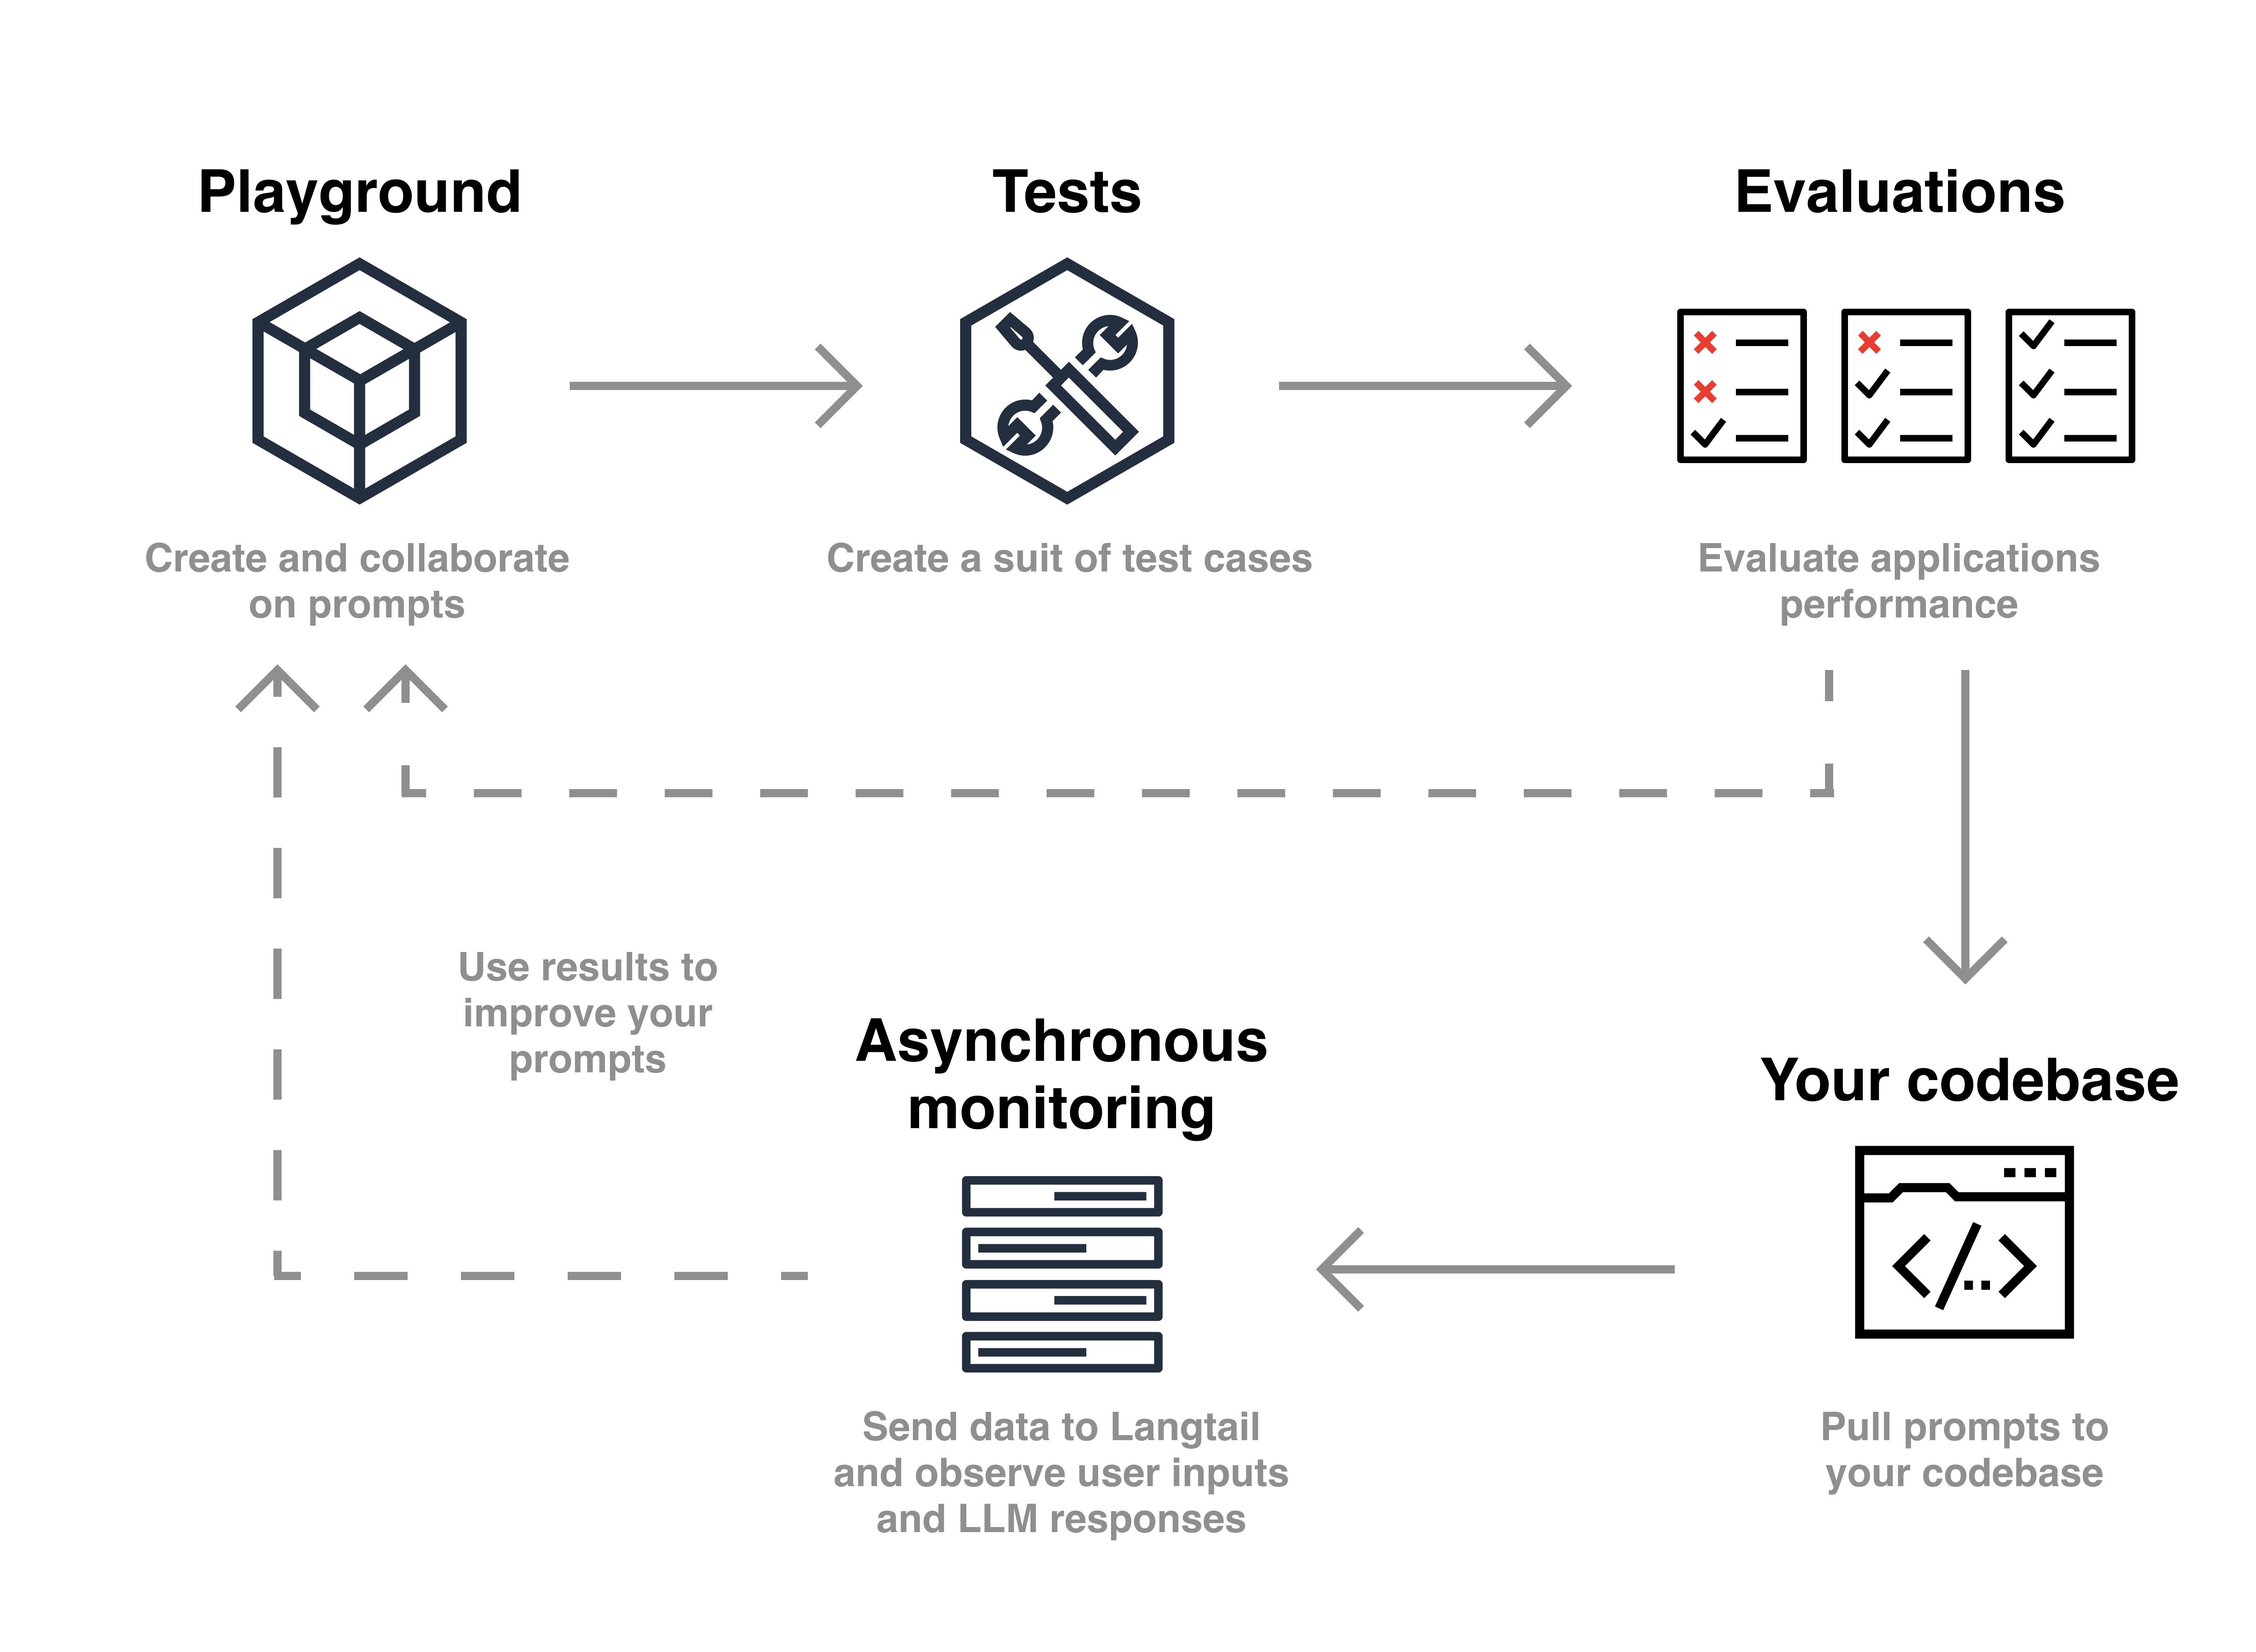 Playground
Tests
Evaluations
Create and collaborate
on prompts
Create a suit of test cases
Evaluate applications
performance
Use results to
improve your
prompts
Asynchronous
monitoring
Your codebase
Send data to Langtail
and observe user inputs
and LLM responses
Pull prompts to
your codebase